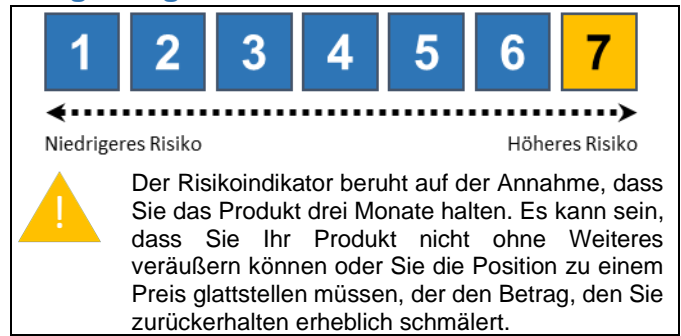 1 2 3 4 5 6 7
Niedrigeres Risiko Höheres Risiko
!
Der Risikoindikator beruht auf der Annahme, dass
Sie das Produkt drei Monate halten. Es kann sein,
dass Sie Ihr Produkt nicht ohne Weiteres
veräußern können oder Sie die Position zu einem
Preis glattstellen müssen, der den Betrag, den Sie
zurückerhalten erheblich schmälert.